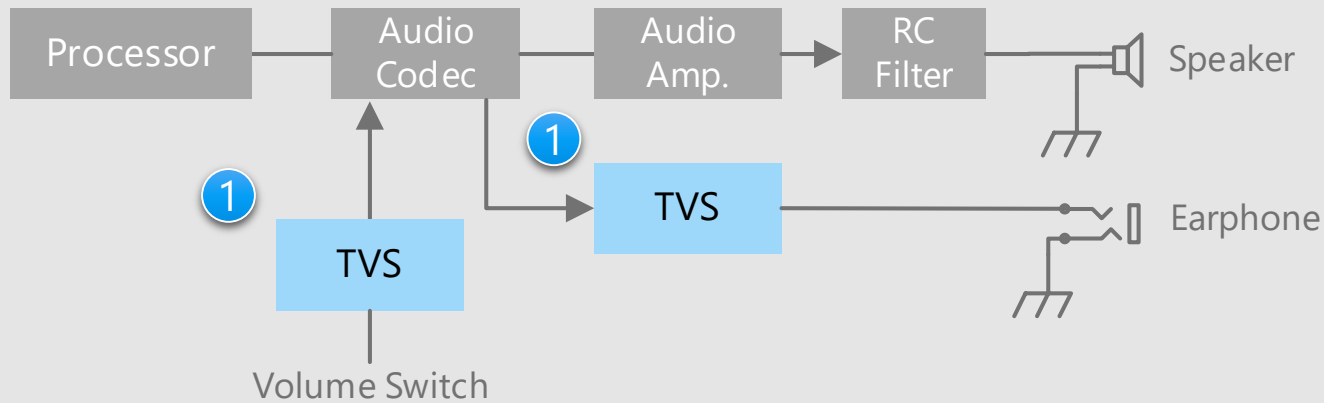 Processor
Audio
Codec
Audio
Amp.
RC
Filter
Speaker
1
1
TVS
Earphone
TVS
Volume Switch